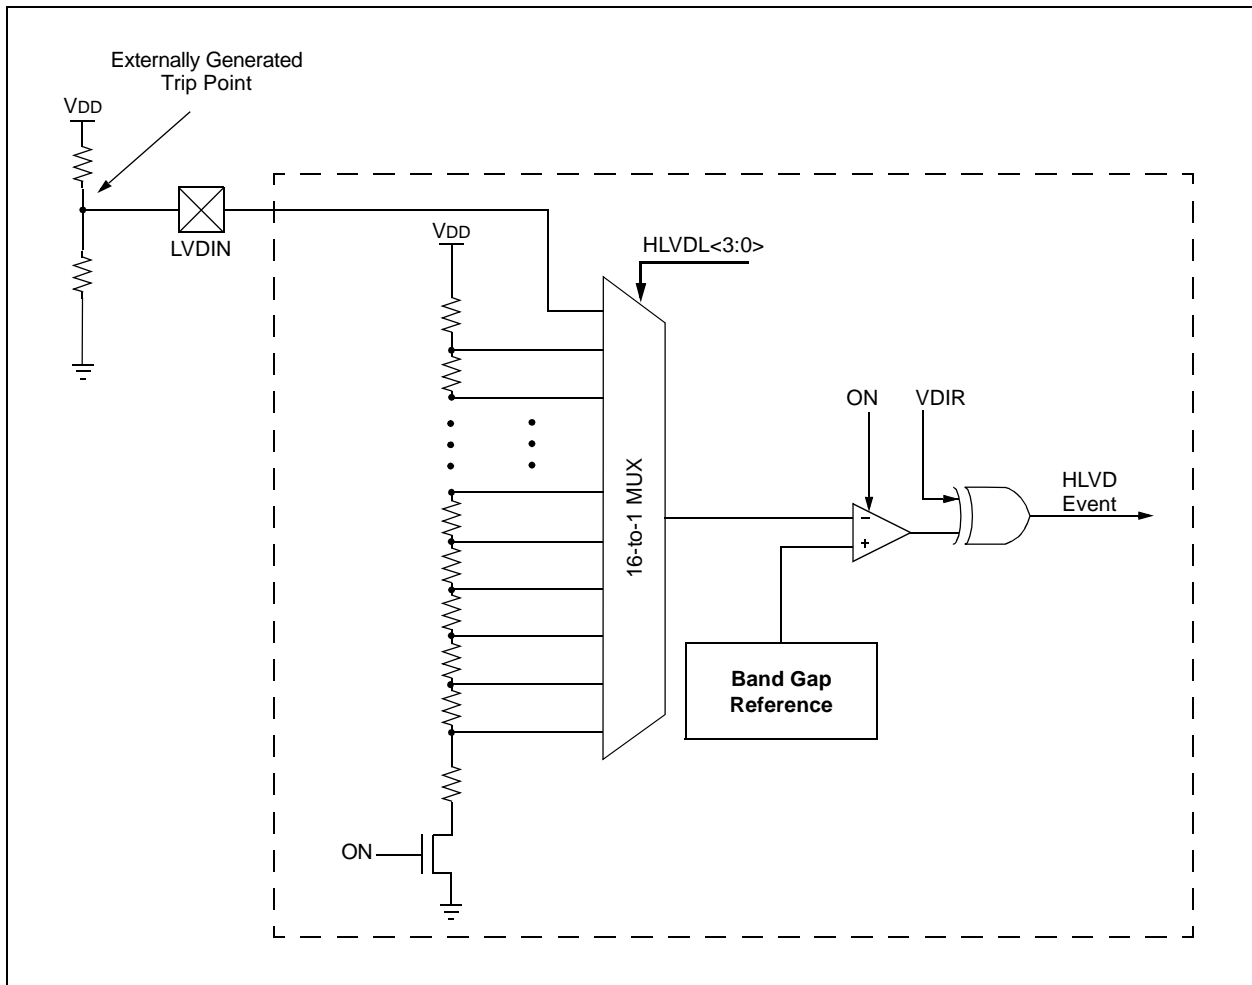 Externally Generated
Trip Point
VDD
LVDIN
VDD
HLVDL<3:0>
16-to-1 MUX
ON
VDIR
−
+
HLVD
Event
Band Gap
Reference
ON